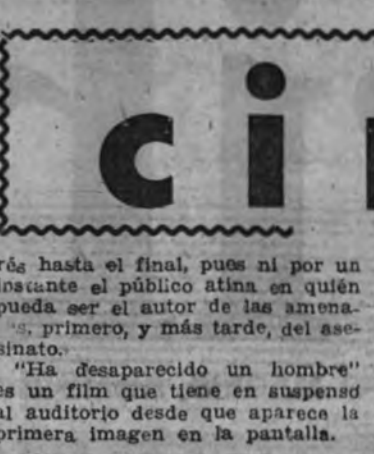 cin
rés hasta el final, pues ni por un
instante el público atina en quién
pueda ser el autor de las amena-
s, primero, y más tarde, del ase-
sinato.
"Ha desaparecido un hombre"
es un film que tiene en suspenso
al auditorio desde que aparece la
primera imagen en la pantalla.